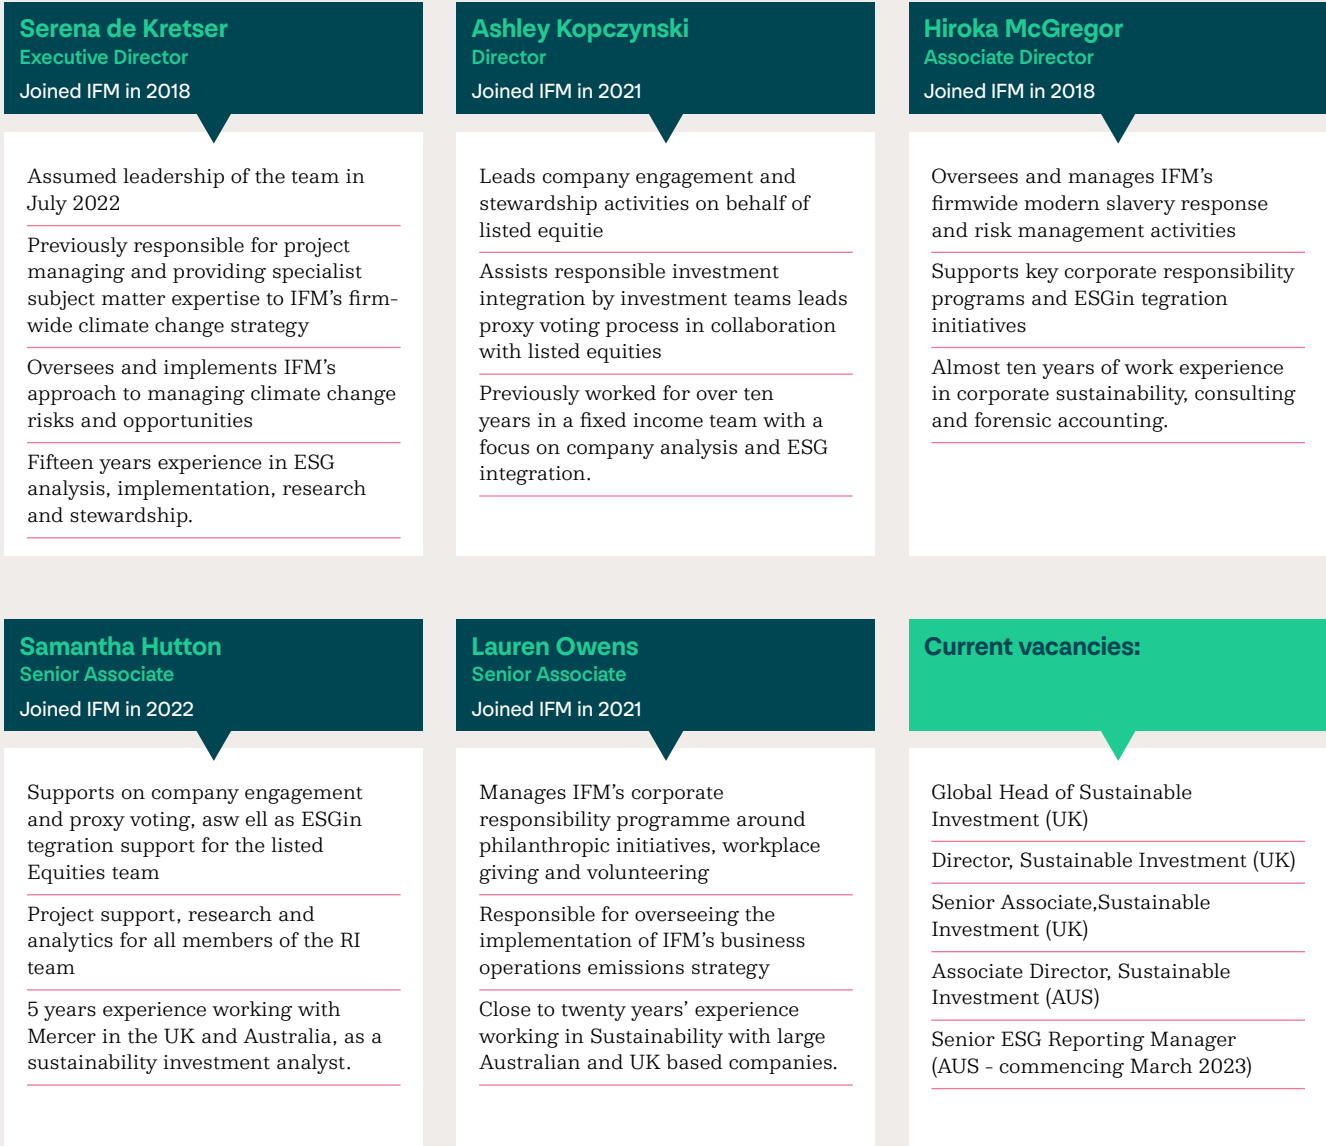 Serena de Kretser
Executive Director
Joined IFM in 2018
Assumed leadership of the team in
July 2022
Previously responsible for project
managing and providing specialist
subject matter expertise to IFM's firm-
wide climate change strategy
Oversees and implements IFM's
approach to managing climate change
risks and opportunities
Fifteen years experience in ESG
analysis, implementation, research
and stewardship.
Ashley Kopczynski
Director
Joined IFM in 2021
Leads company engagement and
stewardship activities on behalf of
listed equitie
Assists responsible investment
integration by investment teams leads
proxy voting process in collaboration
with listed equities
Previously worked for over ten
years in a fixed income team with a
focus on company analysis and ESG
integration.
Hiroka McGregor
Associate Director
Joined IFM in 2018
Oversees and manages IFM's
firmwide modern slavery response
and risk management activities
Supports key corporate responsibility
programs and ESGin tegration
initiatives
Almost ten years of work experience
in corporate sustainability, consulting
and forensic accounting.
Samantha Hutton
Senior Associate
Joined IFM in 2022
Supports on company engagement
and proxy voting, asw ell as ESGin
tegration support for the listed
Equities team
Project support, research and
analytics for all members of the RI
team
5 years experience working with
Mercer in the UK and Australia, as a
sustainability investment analyst.
Lauren Owens
Senior Associate
Joined IFM in 2021
Manages IFM's corporate
responsibility programme around
philanthropic initiatives, workplace
giving and volunteering
Responsible for overseeing the
implementation of IFM's business
operations emissions strategy
Close to twenty years' experience
working in Sustainability with large
Australian and UK based companies.
Current vacancies:
Global Head of Sustainable
Investment (UK)
Director, Sustainable Investment (UK)
Senior Associate,Sustainable
Investment (UK)
Associate Director, Sustainable
Investment (AUS)
Senior ESG Reporting Manager
(AUS - commencing March 2023)